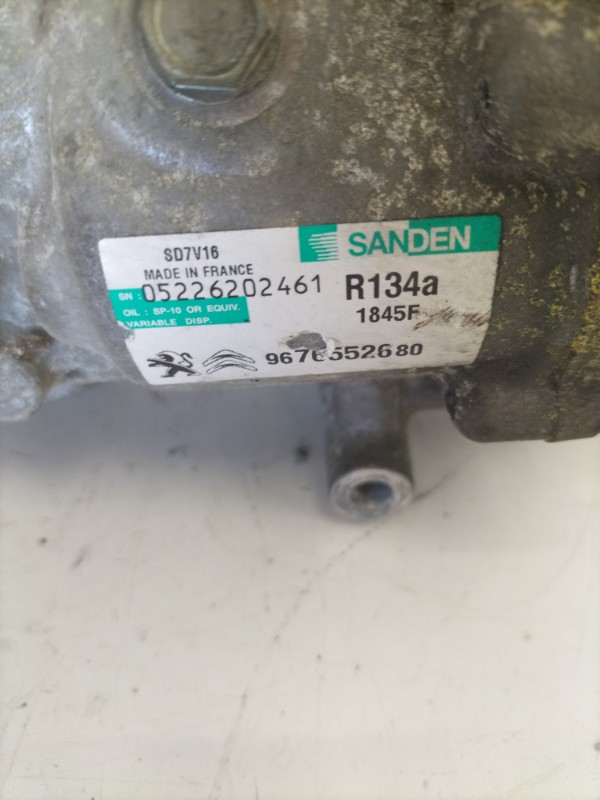 SD7V16
SANDEN
MADE IN FRANCE
SN : 05226202461
R134a
OIL : SP-10 OR EQUIV.
1845F
VARIABLE DISP.